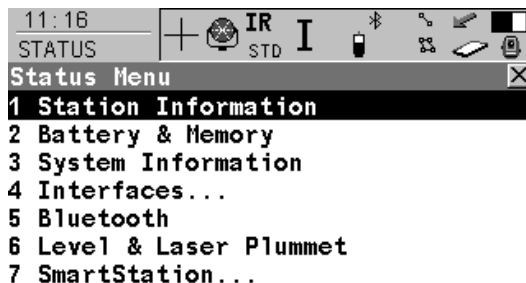 11:16
STATUS
IR
STD
I
Status Menu
1 Station Information
2 Battery & Memory
3 System Information
4 Interfaces...
5 Bluetooth
6 Level & Laser Plummet
7 SmartStation...